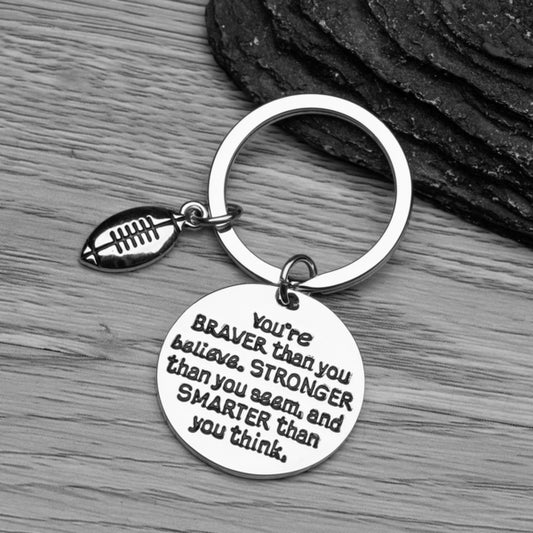 You're
BRAVER than you
believe. STRONGER
than you seem, and
SMARTER than
you think.